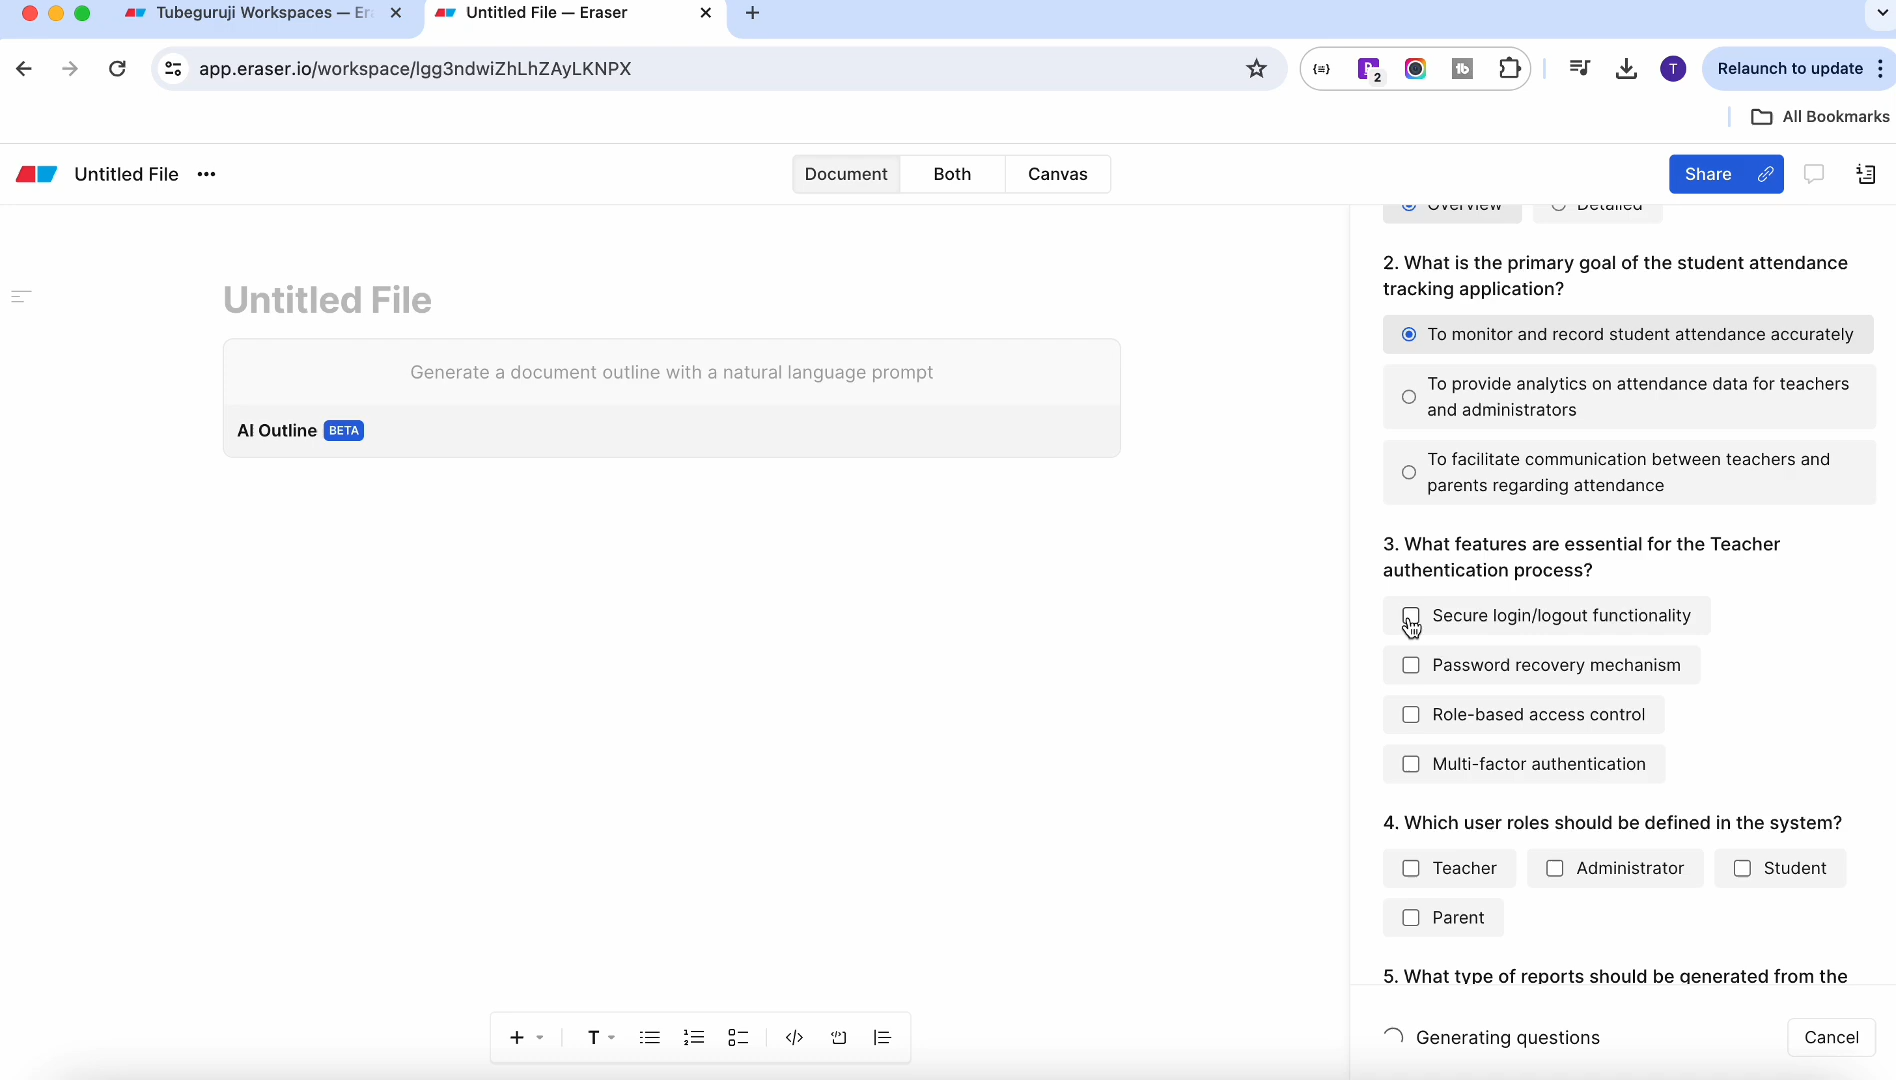 Tubeguruji Workspaces — Era
Untitled File — Eraser
app.eraser.io/workspace/lgg3ndwiZhLhZAyLKNPX
2
tb
T
Relaunch to update
All Bookmarks
Untitled File
Document
Both
Canvas
Share
Overview
Detailed
Untitled File
Generate a document outline with a natural language prompt
AI Outline BETA
2. What is the primary goal of the student attendance
tracking application?
To monitor and record student attendance accurately
To provide analytics on attendance data for teachers
and administrators
To facilitate communication between teachers and
parents regarding attendance
3. What features are essential for the Teacher
authentication process?
Secure login/logout functionality
Password recovery mechanism
Role-based access control
Multi-factor authentication
4. Which user roles should be defined in the system?
Teacher
Administrator
Student
Parent
5. What type of reports should be generated from the
T
Generating questions
Cancel